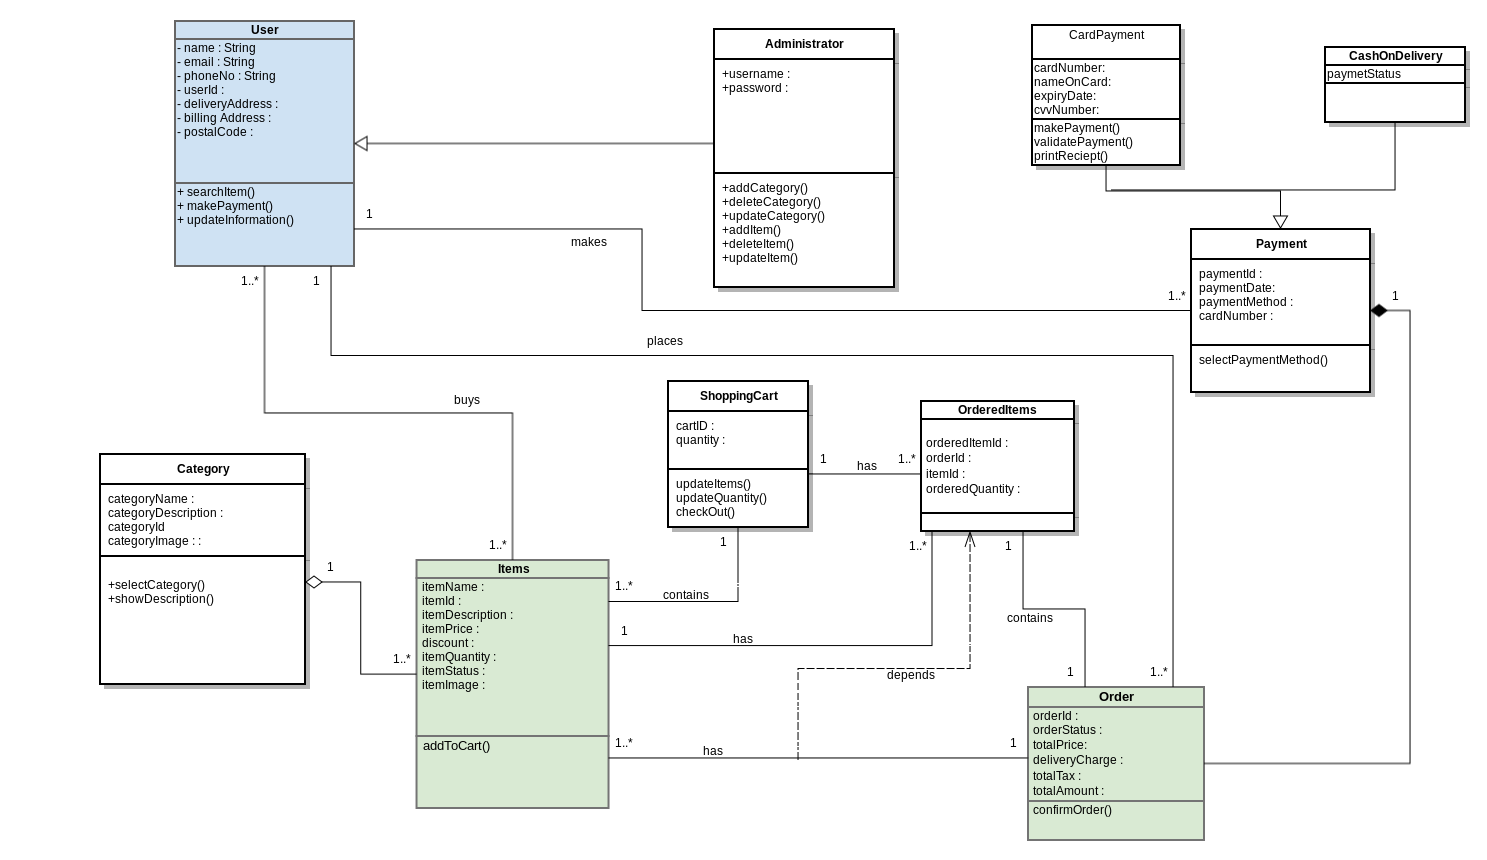 User
- name : String
- email : String
- phoneNo : String
- userId :
- deliveryAddress :
- billing Address :
- postalCode :
+ searchItem()
+ makePayment()
+ updateInformation()
Administrator
+username :
+password :
+addCategory()
+deleteCategory()
+updateCategory()
+addItem()
+deleteItem()
+updateItem()
CardPayment
cardNumber:
nameOnCard:
expiryDate:
cvvNumber:
makePayment()
validatePayment()
printReciept()
CashOnDelivery
paymetStatus
1
makes
1..*
Payment
paymentId :
paymentDate:
paymentMethod :
cardNumber :
selectPaymentMethod()
1
1..*
1
places
buys
ShoppingCart
cartID :
quantity :
updateItems()
updateQuantity()
checkOut()
1
has
1..*
OrderedItems
orderedItemId :
orderId :
itemId :
orderedQuantity :
Category
categoryName :
categoryDescription :
categoryId
categoryImage : :
+selectCategory()
+showDescription()
1
1..*
1..*
Items
itemName :
itemId :
itemDescription :
itemPrice :
discount :
itemQuantity :
itemStatus :
itemImage :
addToCart()
1
1..*
contains
1..*
1
has
1
contains
1
1..*
depends
1..*
has
1
Order
orderId :
orderStatus :
totalPrice:
deliveryCharge :
totalTax :
totalAmount :
confirmOrder()